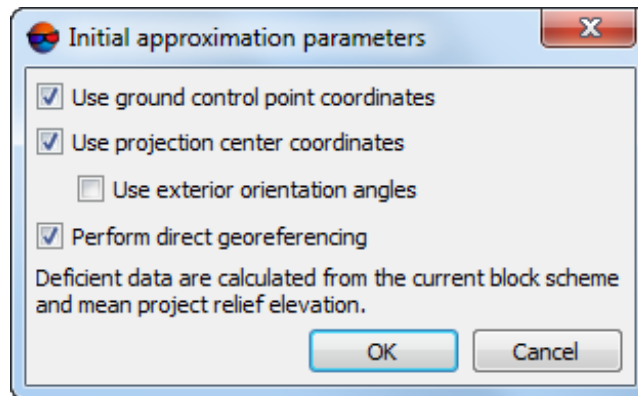 Initial approximation parameters
Use ground control point coordinates
Use projection center coordinates
Use exterior orientation angles
Perform direct georeferencing
Deficient data are calculated from the current block scheme
and mean project relief elevation.
OK Cancel